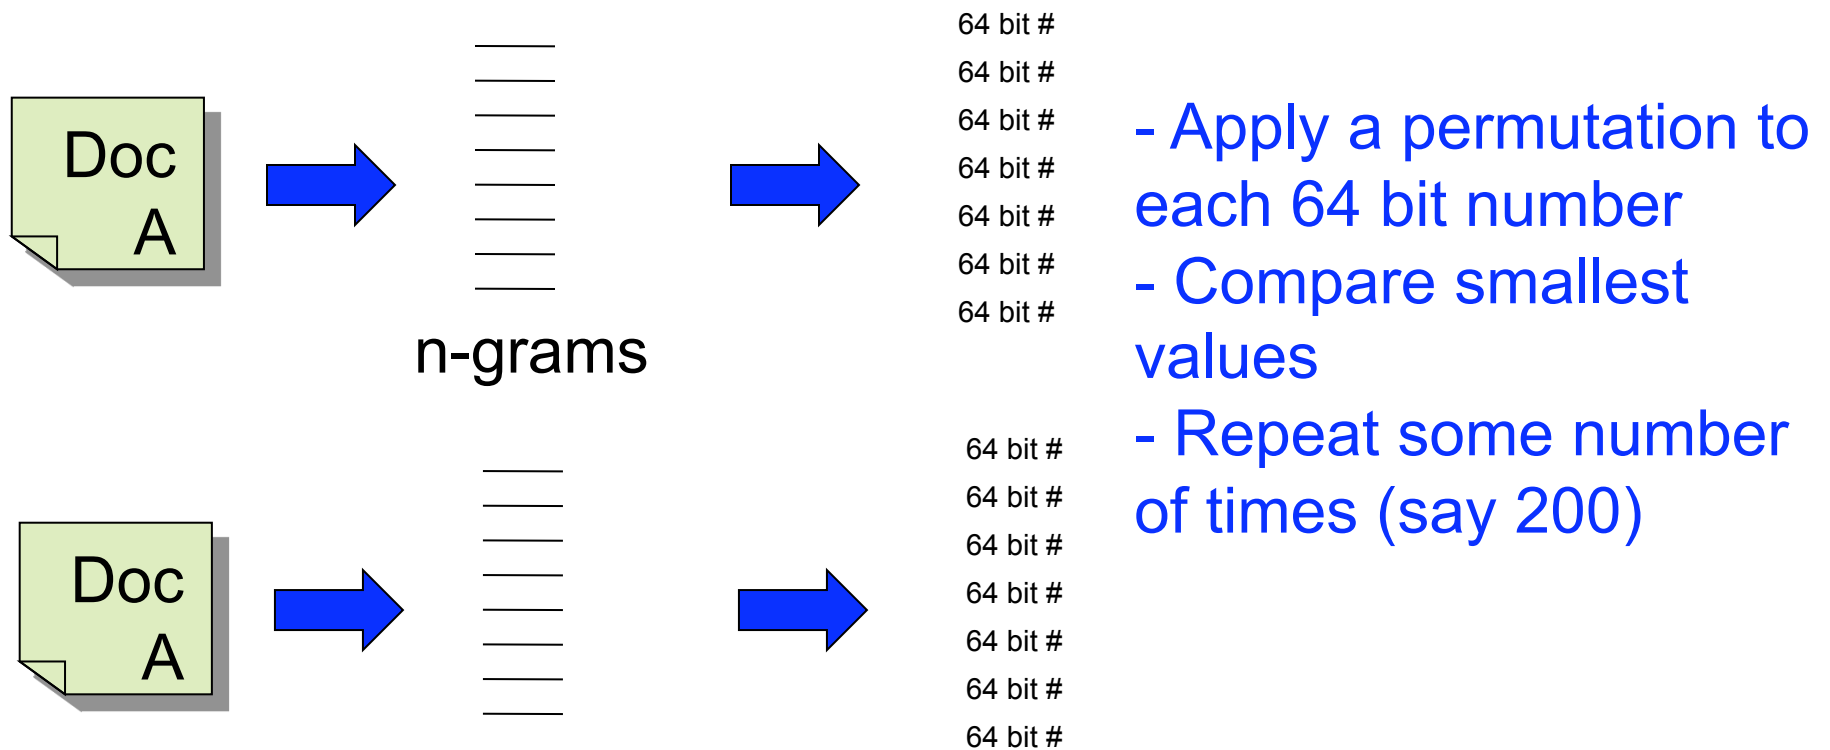 Doc
A
n-grams
64 bit #
64 bit #
64 bit #
64 bit #
64 bit #
64 bit #
64 bit #
- Apply a permutation to
each 64 bit number
- Compare smallest
values
- Repeat some number
of times (say 200)
Doc
A
64 bit #
64 bit #
64 bit #
64 bit #
64 bit #
64 bit #
64 bit #